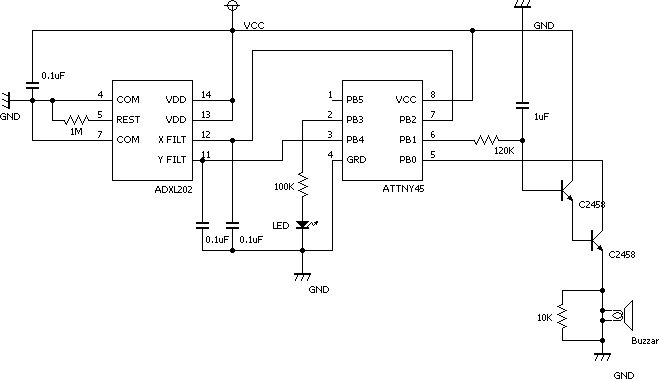 VCC
GND
0.1uF
GND
4 COM VDD 14
5 REST VDD 13
7 COM X FILT 12
Y FILT 11
1M
ADXL202
0.1uF 0.1uF
1 PB5 VCC 8
2 PB3 PB2 7
3 PB4 PB1 6
4 GRD PB0 5
ATTNY45
100K
LED
GND
1uF
120K
C2458
C2458
10K
Buzzar
GND